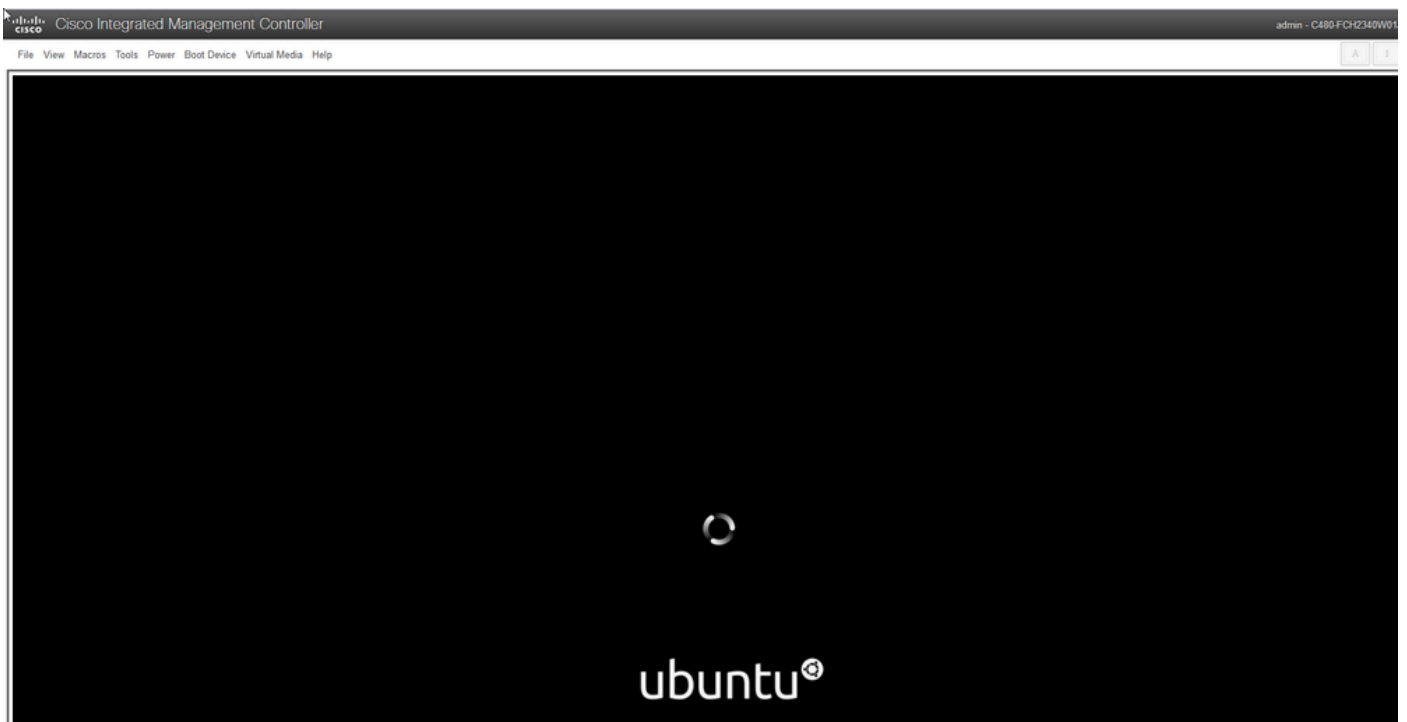 cisco Cisco Integrated Management Controller admin - C480-FCH2340W01
File View Macros Tools Power Boot Device Virtual Media Help A 1
ubuntu